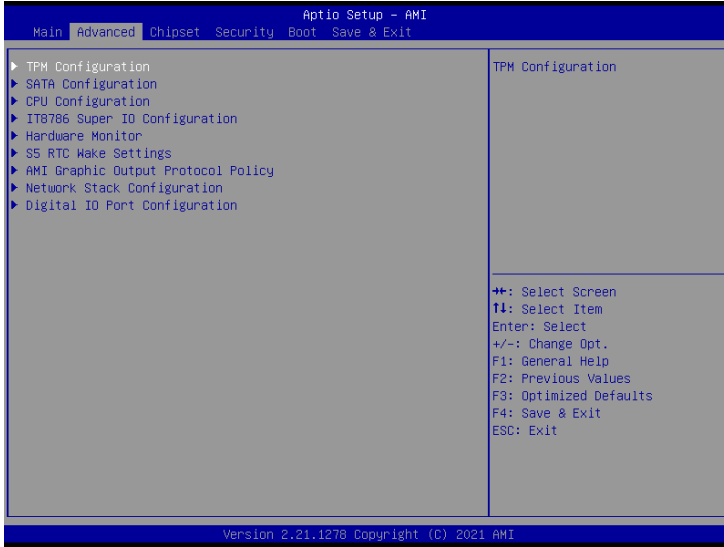 Aptio Setup – AMI
Main Advanced Chipset Security Boot Save & Exit
▶ TPM Configuration
▶ SATA Configuration
▶ CPU Configuration
▶ IT8786 Super IO Configuration
▶ Hardware Monitor
▶ S5 RTC Wake Settings
▶ AMI Graphic Output Protocol Policy
▶ Network Stack Configuration
▶ Digital IO Port Configuration
TPM Configuration
→←: Select Screen
↑↓: Select Item
Enter: Select
+/-: Change Opt.
F1: General Help
F2: Previous Values
F3: Optimized Defaults
F4: Save & Exit
ESC: Exit
Version 2.21.1278 Copyright (C) 2021 AMI